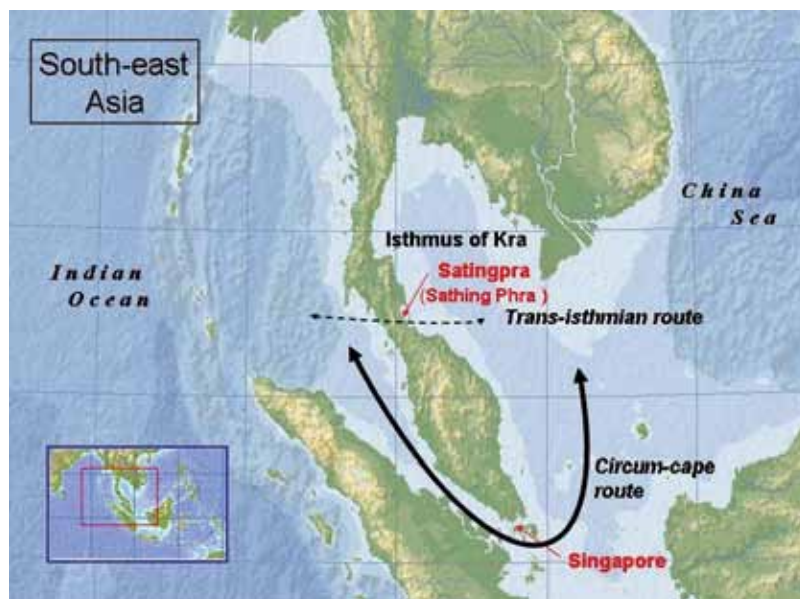 South-east
Asia
China
Sea
Isthmus of Kra
Satingpra
(Sathing Phra )
Indian
Ocean
Trans-isthmian route
Circum-cape
route
Singapore